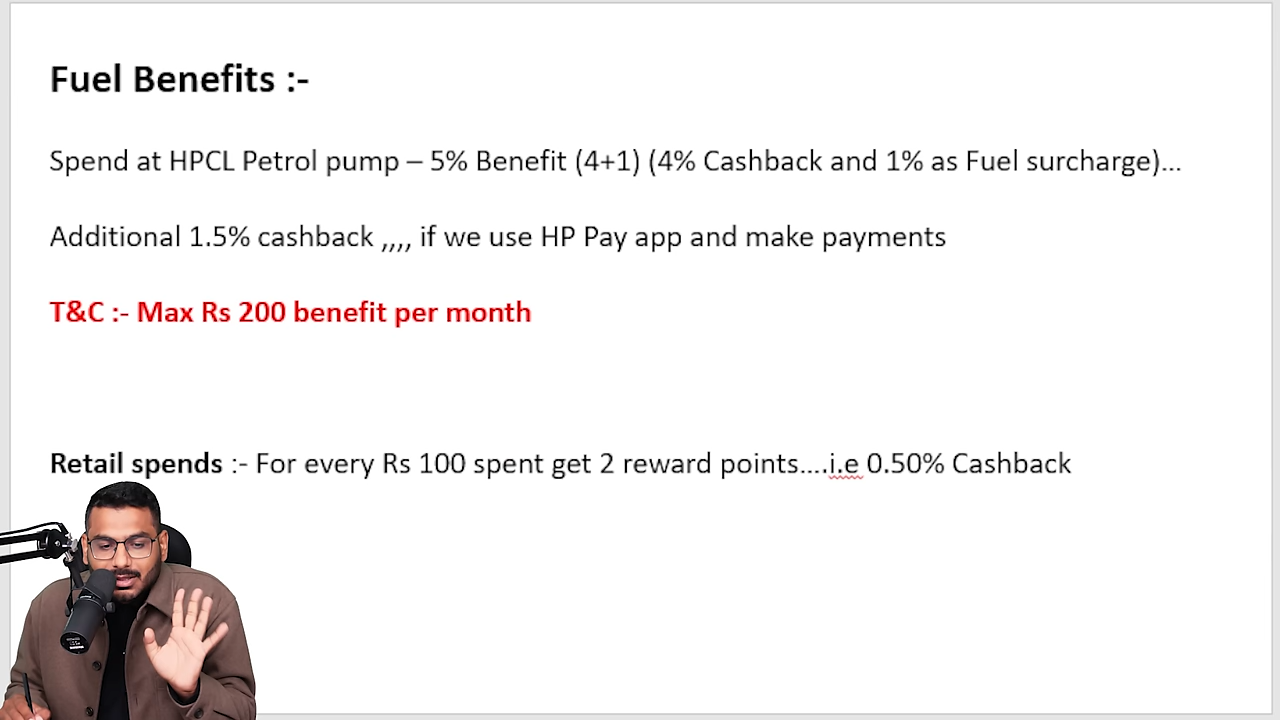 Fuel Benefits :-
Spend at HPCL Petrol pump – 5% Benefit (4+1) (4% Cashback and 1% as Fuel surcharge)...
Additional 1.5% cashback ,,,, if we use HP Pay app and make payments
T&C :- Max Rs 200 benefit per month
Retail spends :- For every Rs 100 spent get 2 reward points....i.e 0.50% Cashback